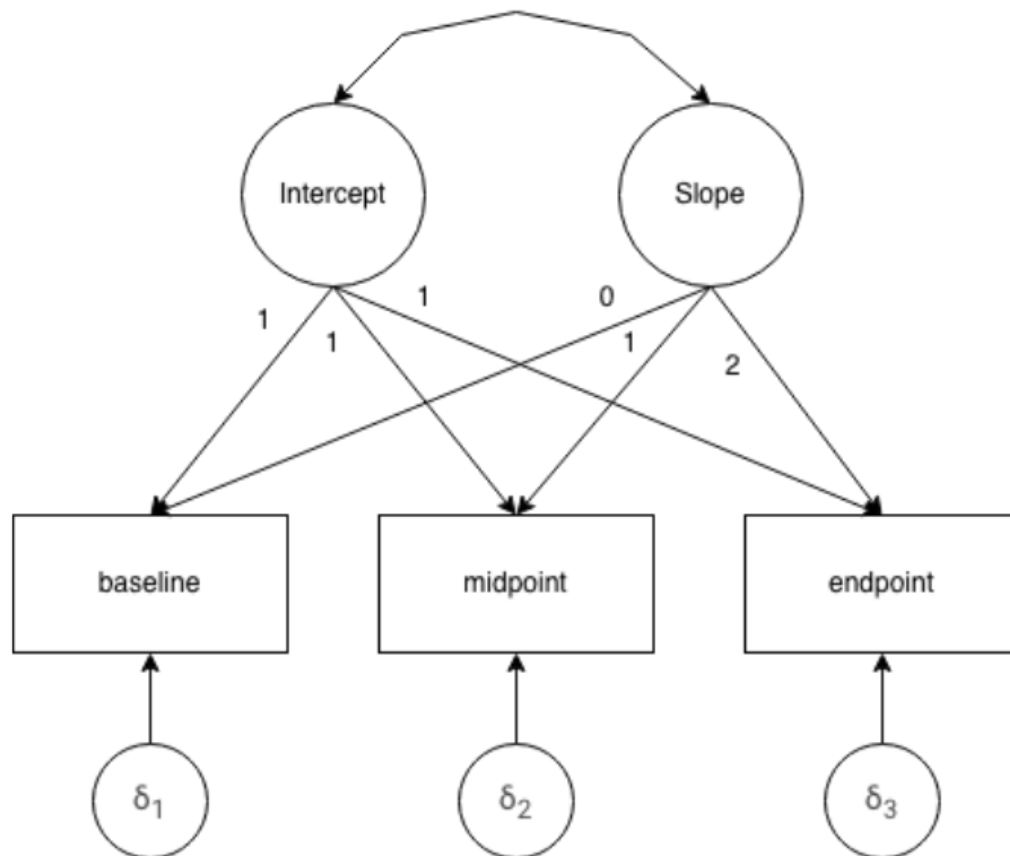 Intercept
Slope
1
1
1
0
1
2
baseline
midpoint
endpoint
δ1
δ2
δ3